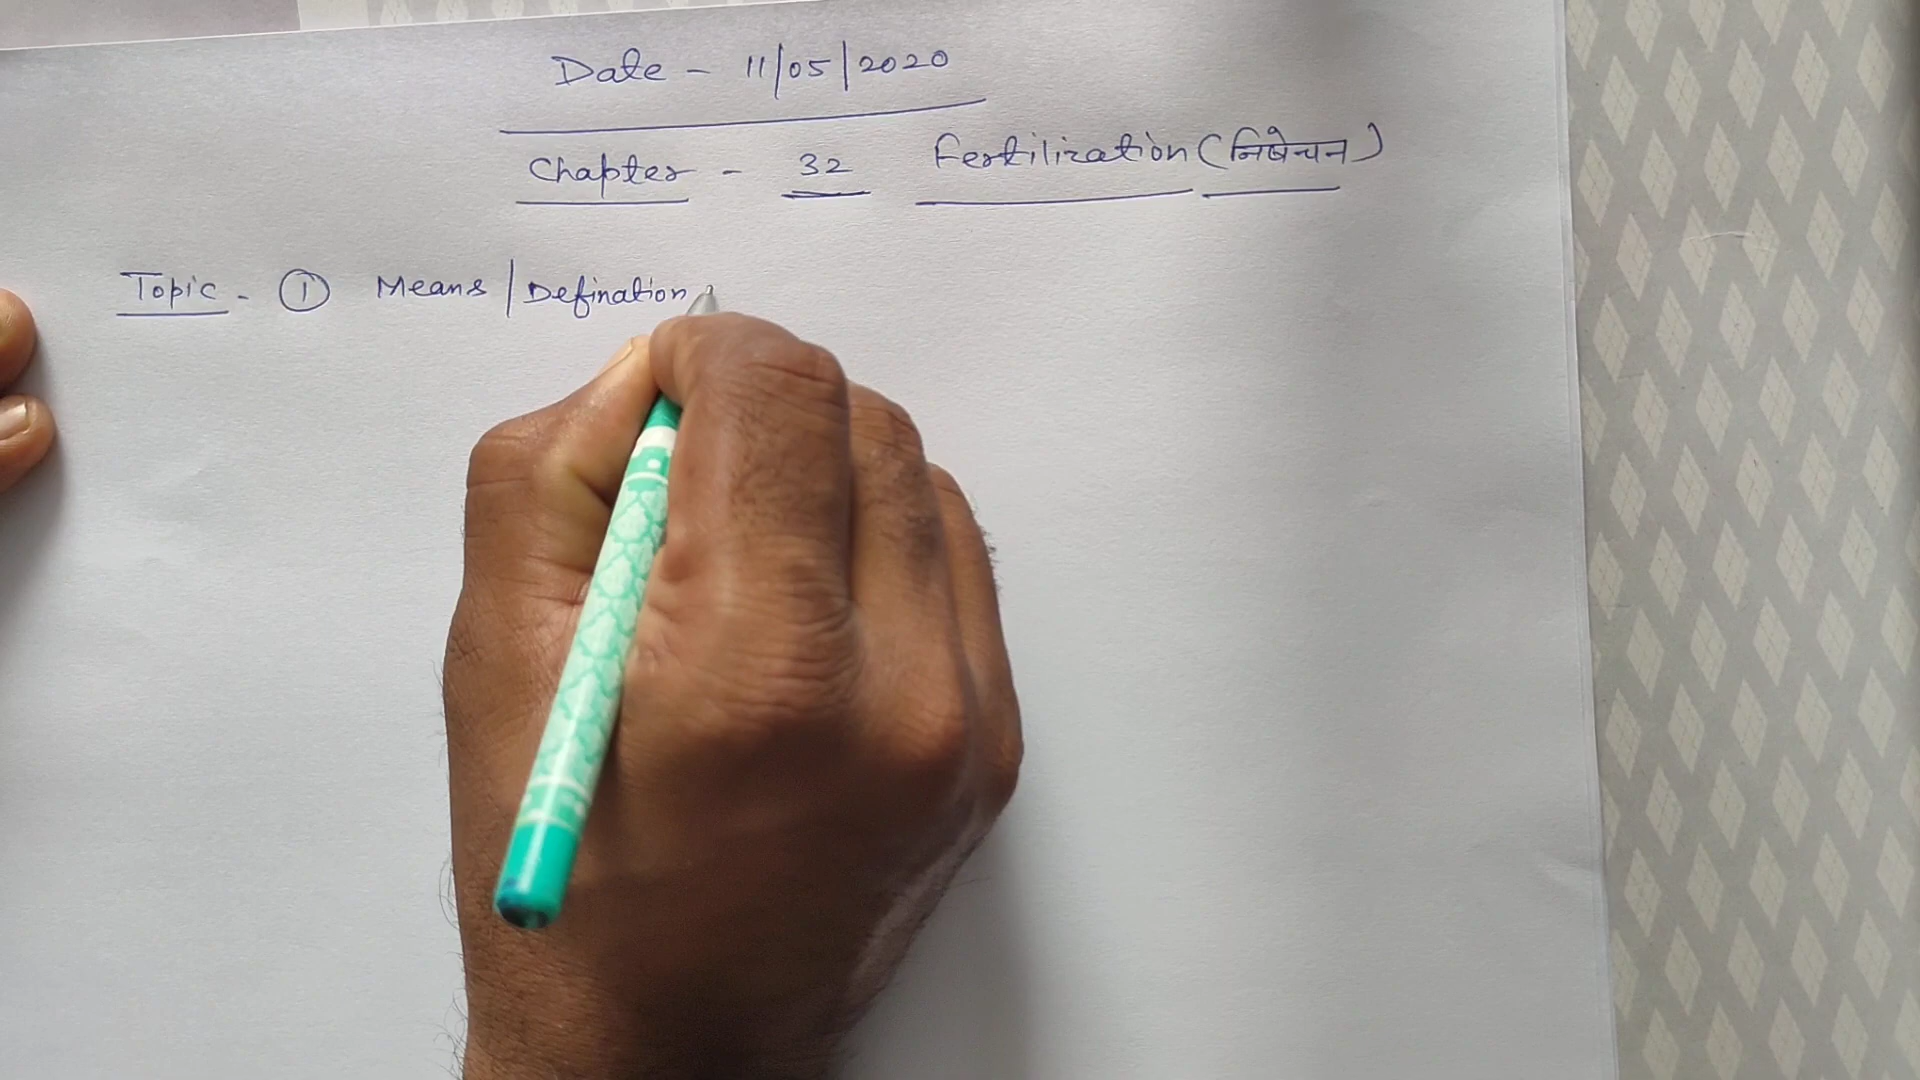 Date - 11/05/2020
Chapter - 32 Fertilization (निषेचन)
Topic - ① Means / Defination